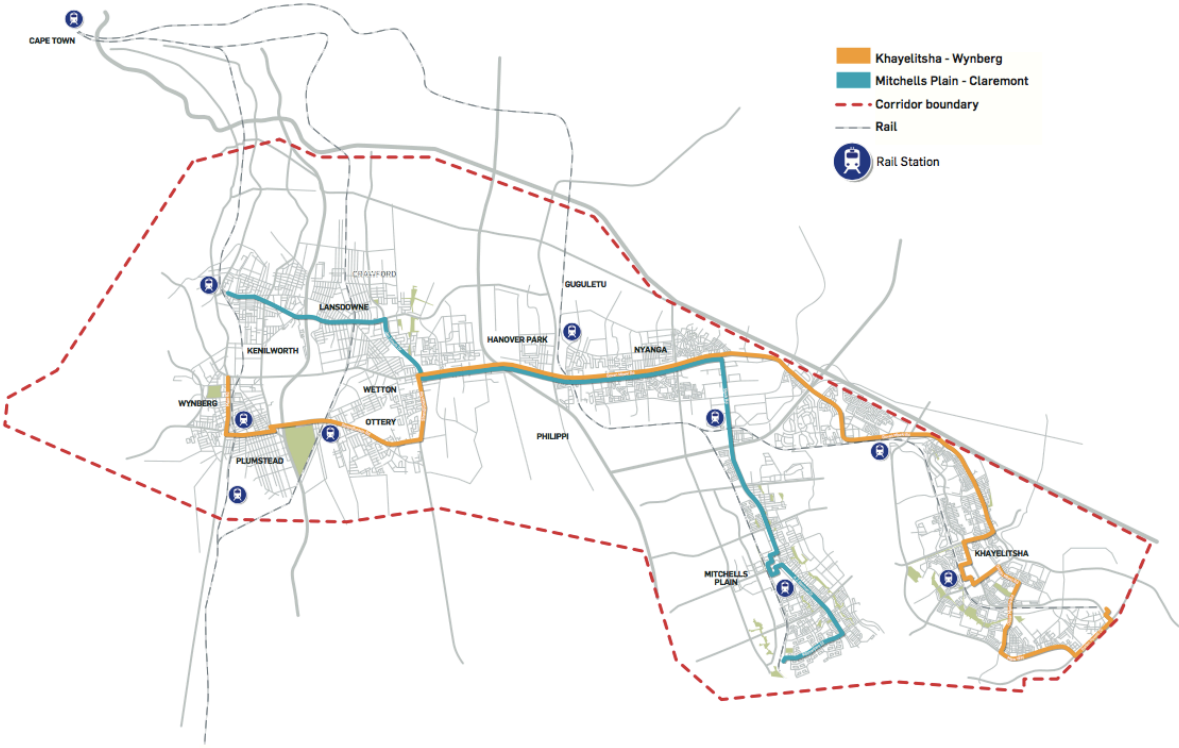 CAPE TOWN
Khayelitsha - Wynberg
Mitchells Plain - Claremont
Corridor boundary
Rail
Rail Station
CRAWFORD
GUGULETU
LANSDOWNE
HANOVER PARK
KENILWORTH
NYANGA
WETTON
WYNBERG
OTTERY
PHILIPPI
PLUMSTEAD
KHAYELITSHA
MITCHELLS
PLAIN